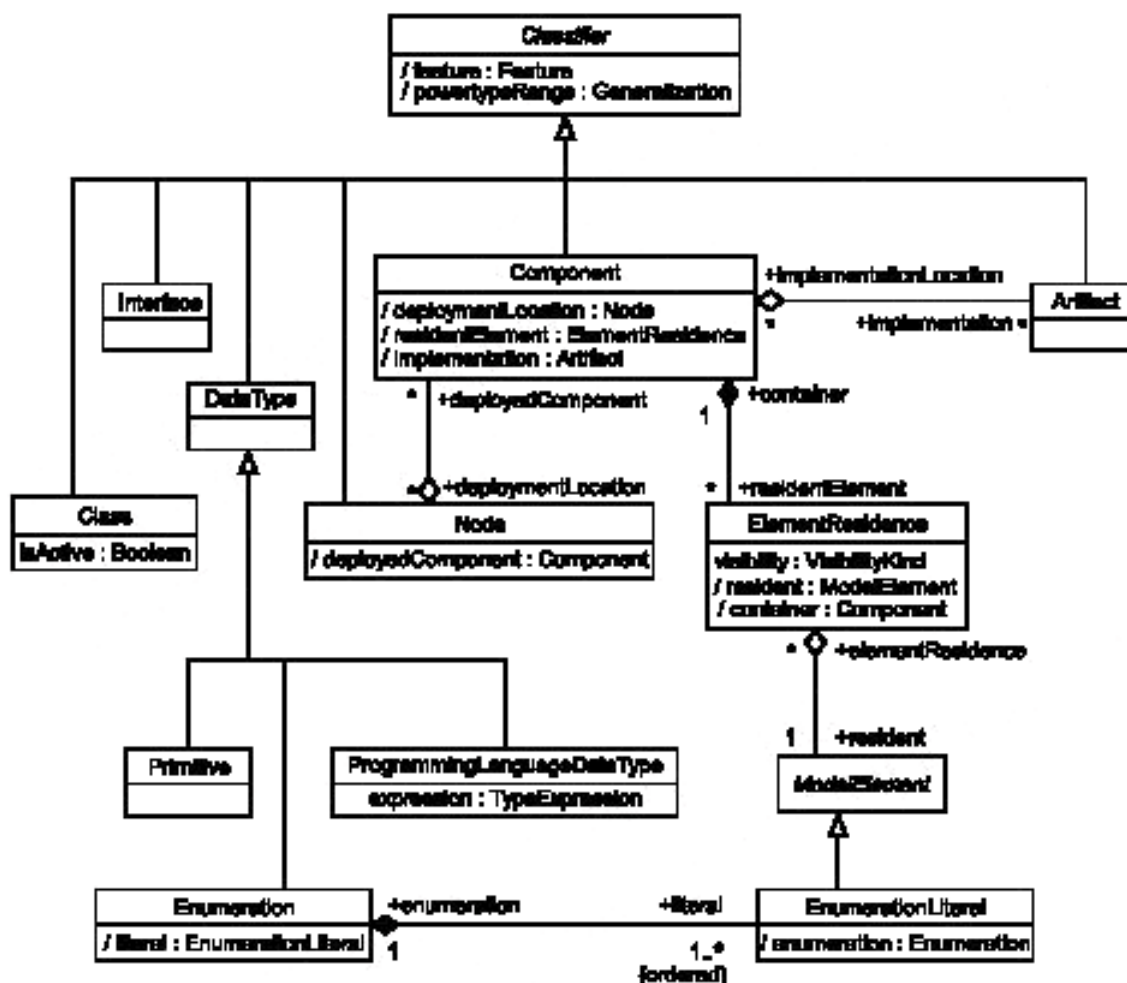 Classifier
/ feature : Feature
/ powertypeRange : Generalization
Component
/ deploymentLocation : Node
/ residentElement : ElementResidence
/ implementation : Artifact
+implementationLocation
*
+implementation *
Artifact
Interface
DataType
*
+deployedComponent
+container
1
Class
isActive : Boolean
* +deploymentLocation
Node
/ deployedComponent : Component
* +residentElement
ElementResidence
visibility : VisibilityKind
/ resident : ModelElement
/ container : Component
* +elementResidence
1 +resident
ModelElement
Primitive
ProgrammingLanguageDataType
expression : TypeExpression
Enumeration
/ literal : EnumerationLiteral
+enumeration
1
+literal
1..*
{ordered}
EnumerationLiteral
/ enumeration : Enumeration